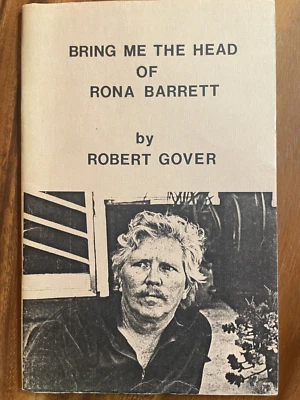 BRING ME THE HEAD
OF
RONA BARRETT
by
ROBERT GOVER